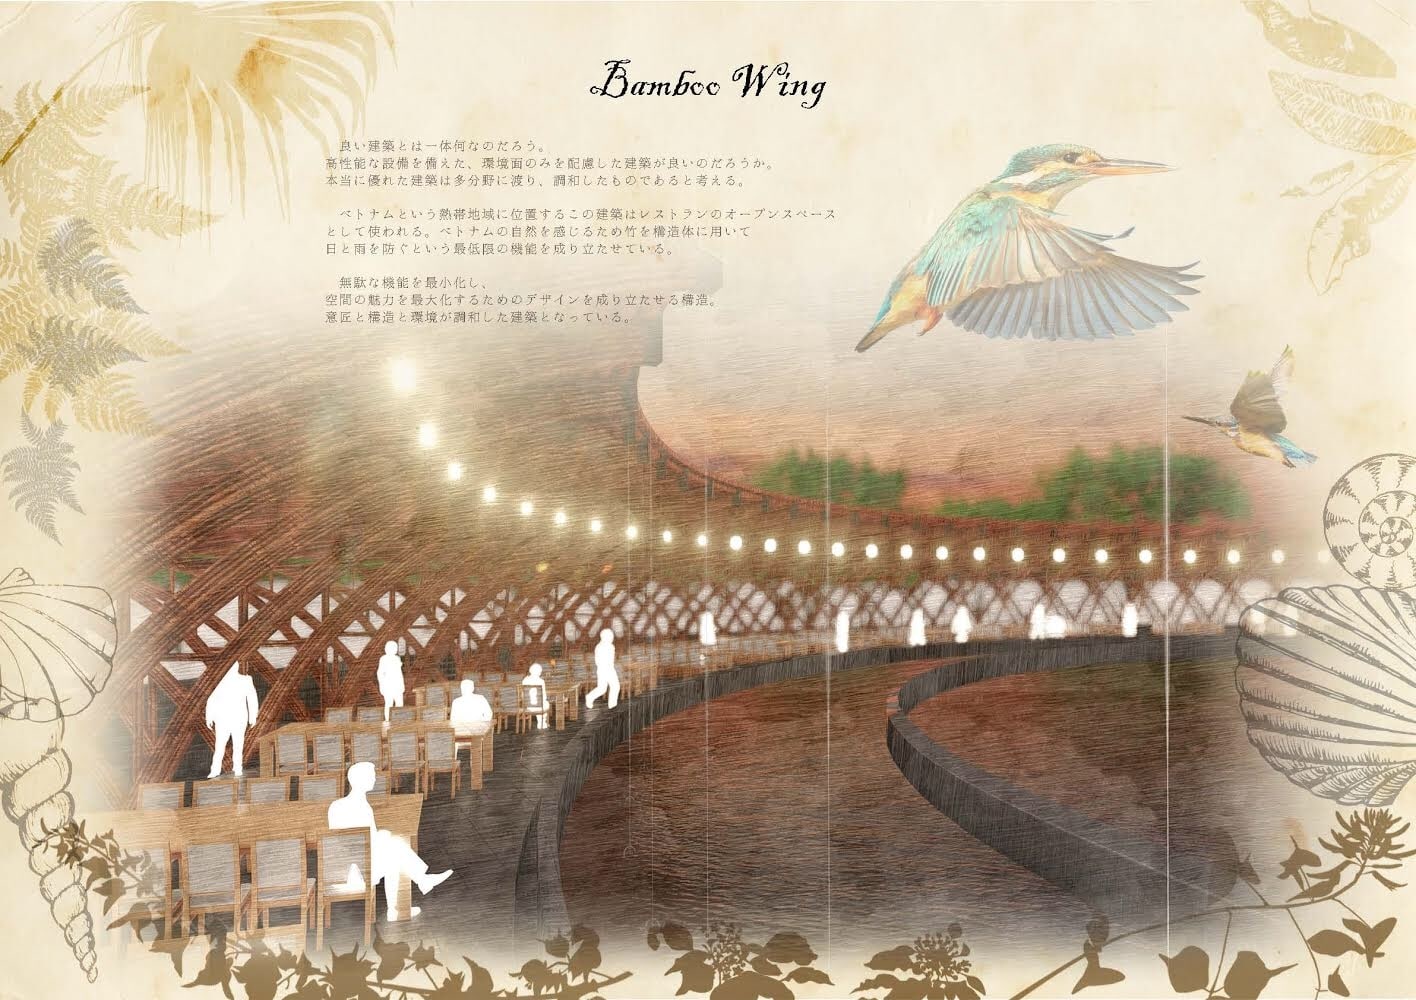 Bamboo Wing
良い建築とは一体何なのだろう。
高性能な設備を備えた、環境面のみを配慮した建築が良いのだろうか。
本当に優れた建築は多分野に渡り、調和したものであると考える。
ベトナムという熱帯地域に位置するこの建築はレストランのオープンスペース
として使われる。ベトナムの自然を感じるため竹を構造体に用いて
日と雨を防ぐという最低限の機能を成り立たせている。
無駄な機能を最小化し、
空間の魅力を最大化するためのデザインを成り立たせる構造。
意匠と構造と環境が調和した建築となっている。